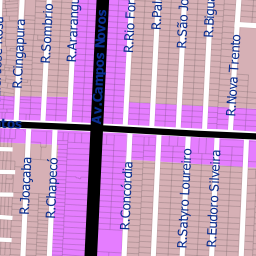 R.Cingapura
R.Sombrio
R.Ararangu
Av.Campos Novos
R.Rio For
R.Pal
R.São Jo
R.Bigu
R.Nova Trento
R.Joaçaba
R.Chapecó
R.Concórdia
R.Satyro Loureiro
R.Eudoro Silveira